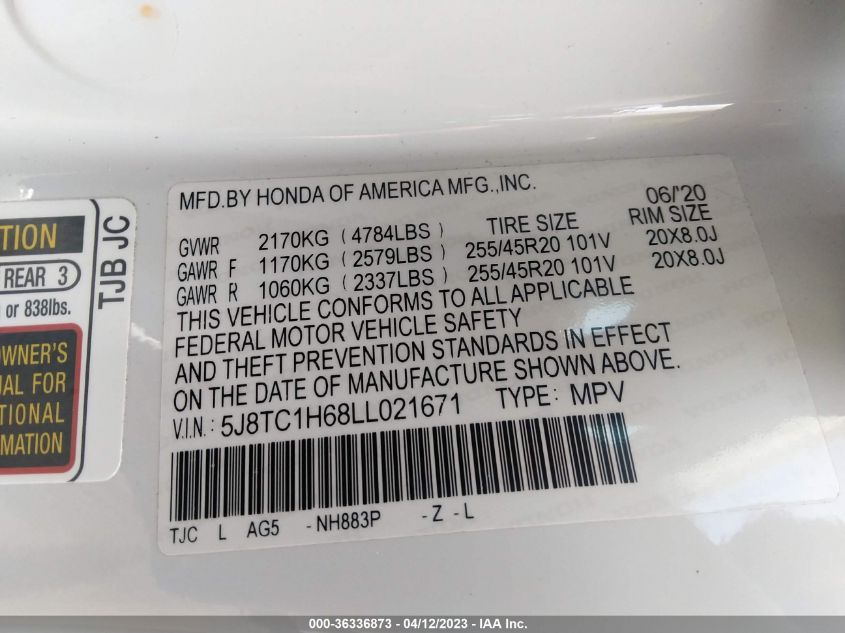 TION
REAR 3
or 838lbs.
OWNER'S
FOR
TIONAL
TJB JC
MFD.BY HONDA OF AMERICA MFG.,INC. 06/'20
TIRE SIZE RIM SIZE
GVWR 2170KG (4784LBS)
GAWR F 1170KG (2579LBS) 255/45R20 101V 20X8.0J
GAWR R 1060KG (2337LBS) 255/45R20 101V 20X8.0J
THIS VEHICLE CONFORMS TO ALL APPLICABLE
FEDERAL MOTOR VEHICLE SAFETY
AND THEFT PREVENTION STANDARDS IN EFFECT
ON THE DATE OF MANUFACTURE SHOWN ABOVE.
V.I.N.: 5J8TC1H68LL021671 TYPE: MPV
TJC L AG5 -NH883P -Z -L
000-36336873 - 04/12/2023 - IAA Inc.